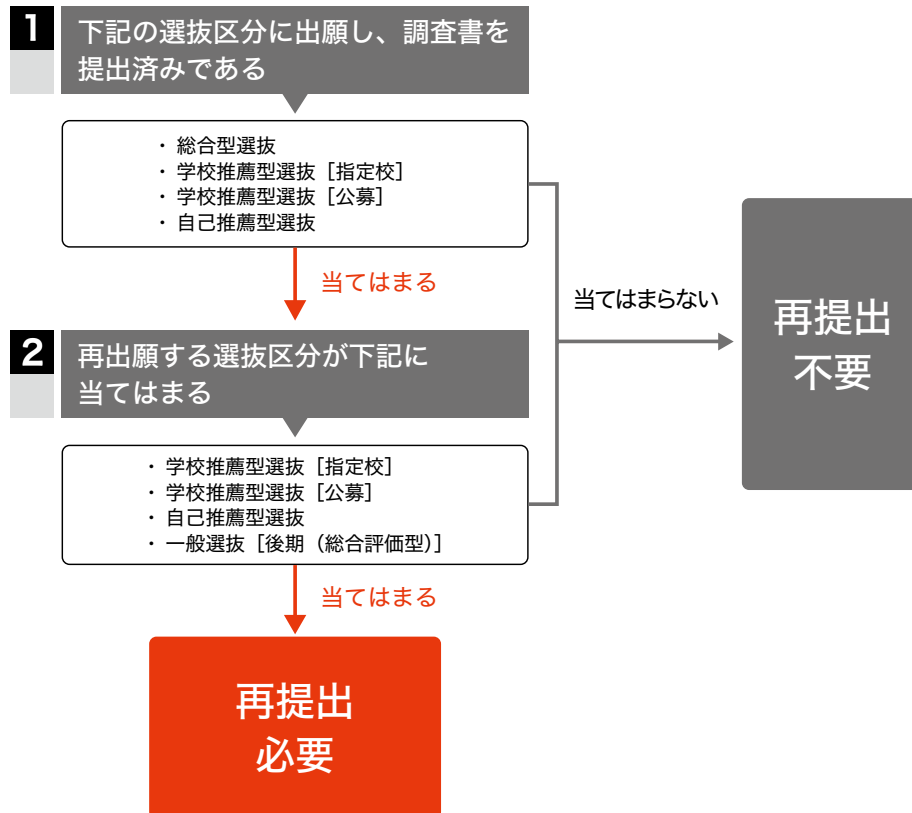 1
下記の選抜区分に出願し、調査書を
提出済みである
・ 総合型選抜
・ 学校推薦型選抜［指定校］
・ 学校推薦型選抜［公募］
・ 自己推薦型選抜
当てはまる
当てはまらない
再提出
不要
2
再出願する選抜区分が下記に
当てはまる
・ 学校推薦型選抜［指定校］
・ 学校推薦型選抜［公募］
・ 自己推薦型選抜
・ 一般選抜［後期（総合評価型）］
当てはまる
再提出
必要